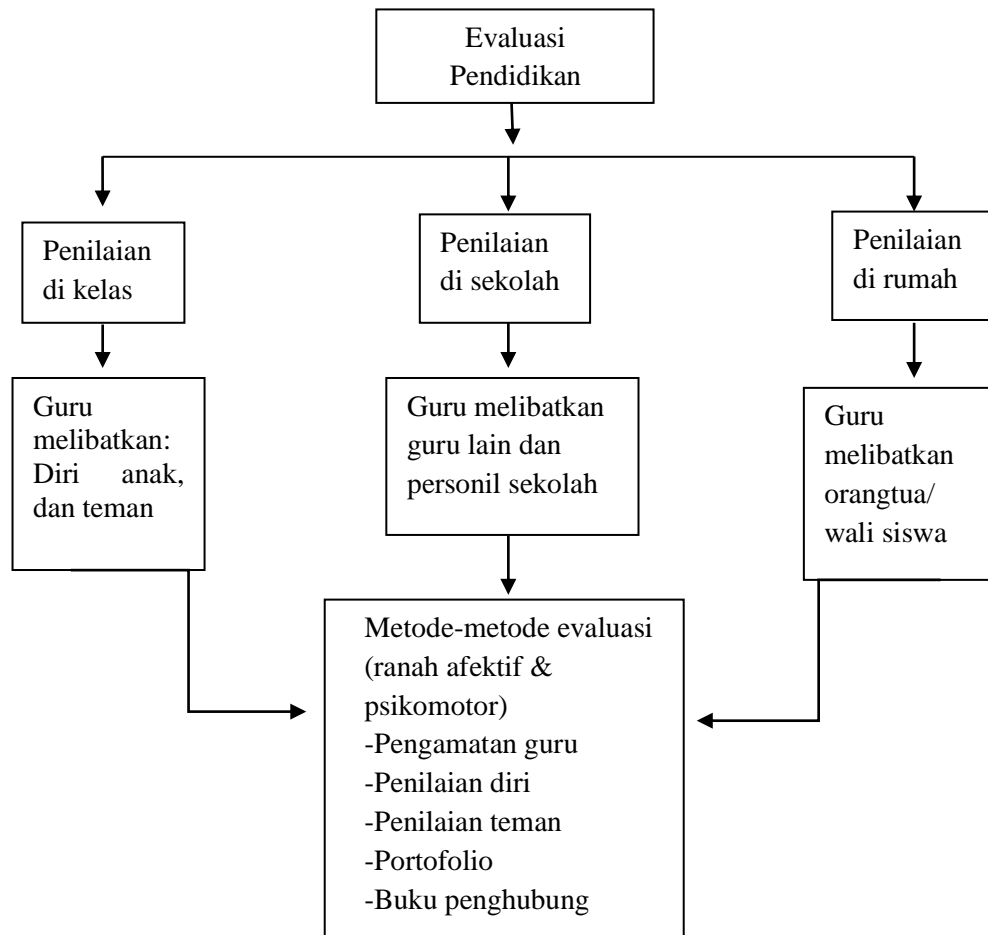 Evaluasi
Pendidikan
Penilaian
di kelas
Penilaian
di sekolah
Penilaian
di rumah
Guru
melibatkan:
Diri anak,
dan teman
Guru melibatkan
guru lain dan
personil sekolah
Guru
melibatkan
orangtua/
wali siswa
Metode-metode evaluasi
(ranah afektif &
psikomotor)
-Pengamatan guru
-Penilaian diri
-Penilaian teman
-Portofolio
-Buku penghubung